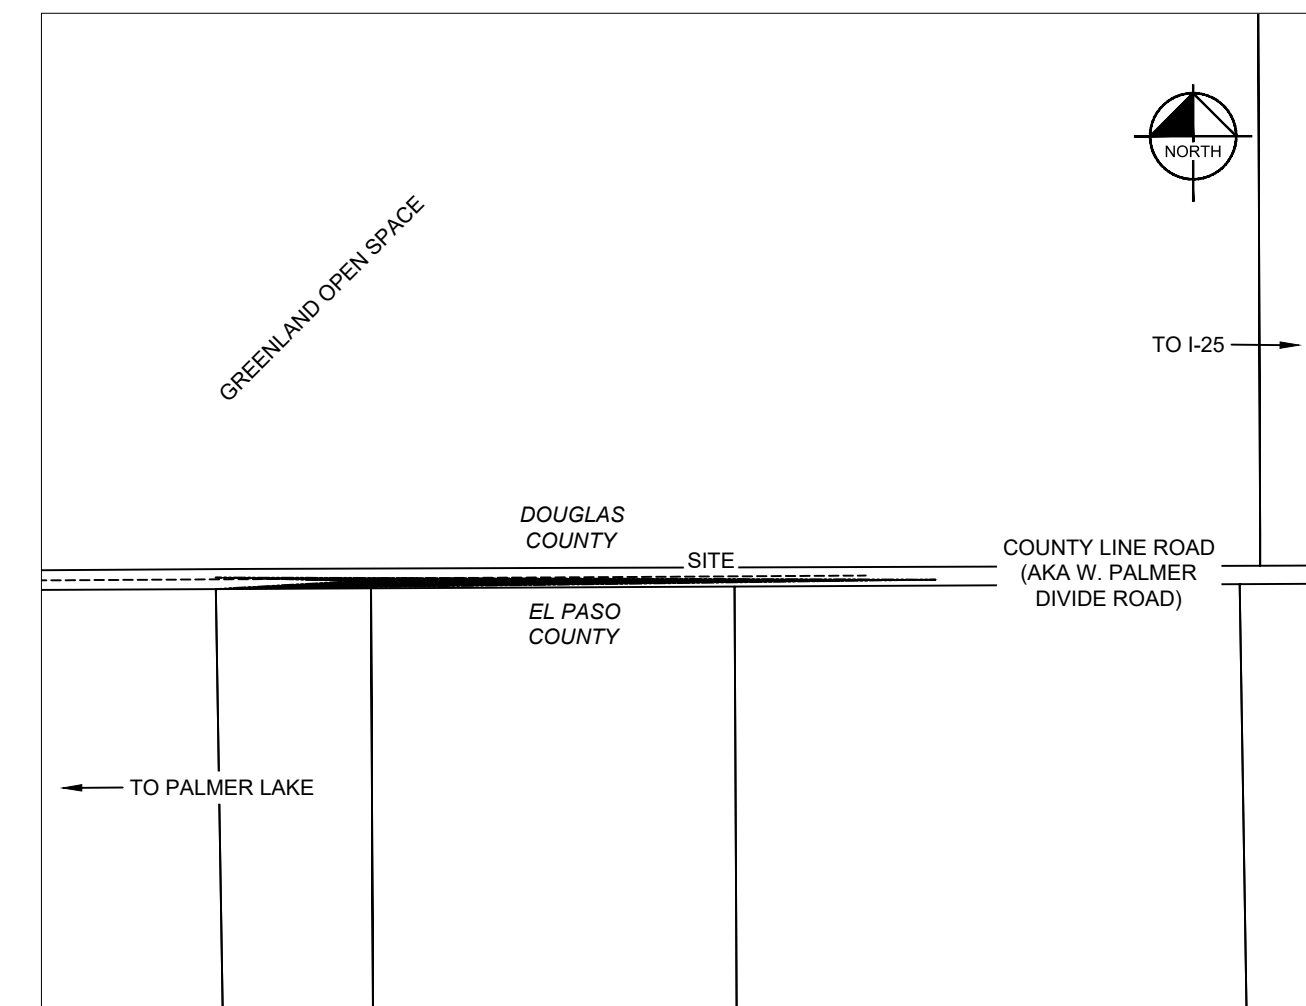 NORTH
GREENLAND OPEN SPACE
TO I-25
DOUGLAS
COUNTY
SITE
COUNTY LINE ROAD
(AKA W. PALMER
DIVIDE ROAD)
EL PASO
COUNTY
TO PALMER LAKE